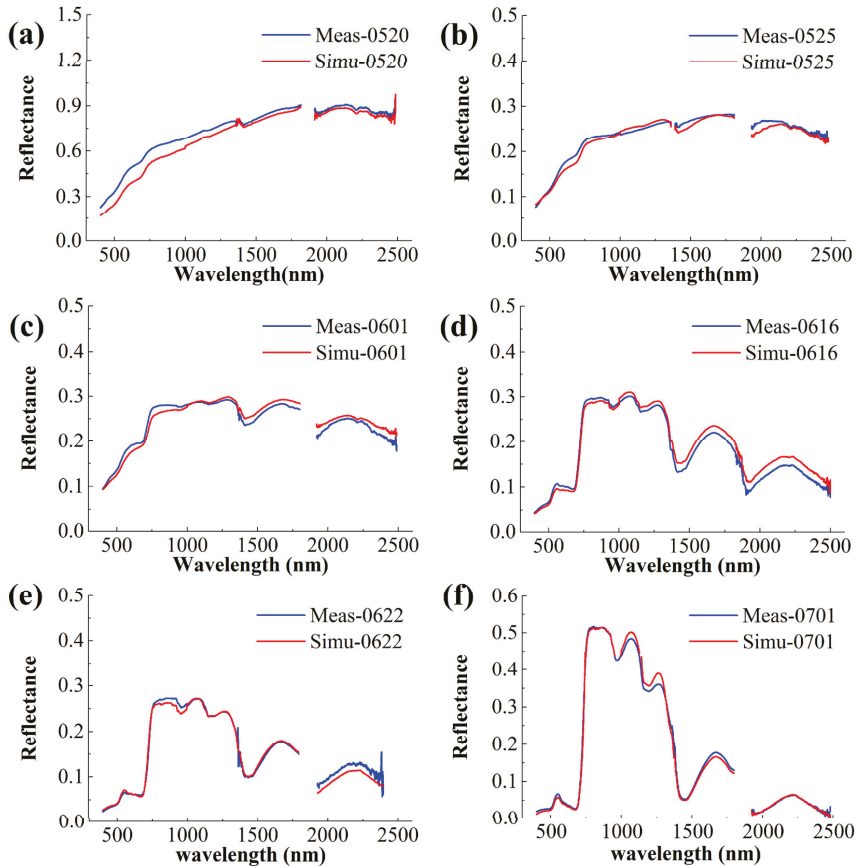 (a)
1.5
1.2
0.9
0.6
0.3
0.0
Reflectance
Meas-0520
Simu-0520
500 1000 1500 2000 2500
Wavelength(nm)
(b)
0.5
0.4
0.3
0.2
0.1
0.0
Reflectance
Meas-0525
Simu-0525
500 1000 1500 2000 2500
Wavelength(nm)
(c)
0.5
0.4
0.3
0.2
0.1
0.0
Reflectance
Meas-0601
Simu-0601
500 1000 1500 2000 2500
Wavelength (nm)
(d)
0.5
0.4
0.3
0.2
0.1
0.0
Reflectance
Meas-0616
Simu-0616
500 1000 1500 2000 2500
Wavelength (nm)
(e)
0.5
0.4
0.3
0.2
0.1
0.0
Reflectance
Meas-0622
Simu-0622
500 1000 1500 2000 2500
wavelength (nm)
(f)
0.6
0.5
0.4
0.3
0.2
0.1
0.0
Reflectance
Meas-0701
Simu-0701
500 1000 1500 2000 2500
wavelength (nm)